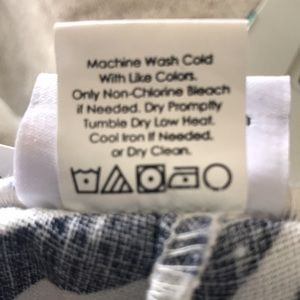 Machine Wash Cold
With Like Colors.
Only Non-Chlorine Bleach
if Needed. Dry Promptly
Tumble Dry Low Heat.
Cool Iron If Needed.
or Dry Clean.